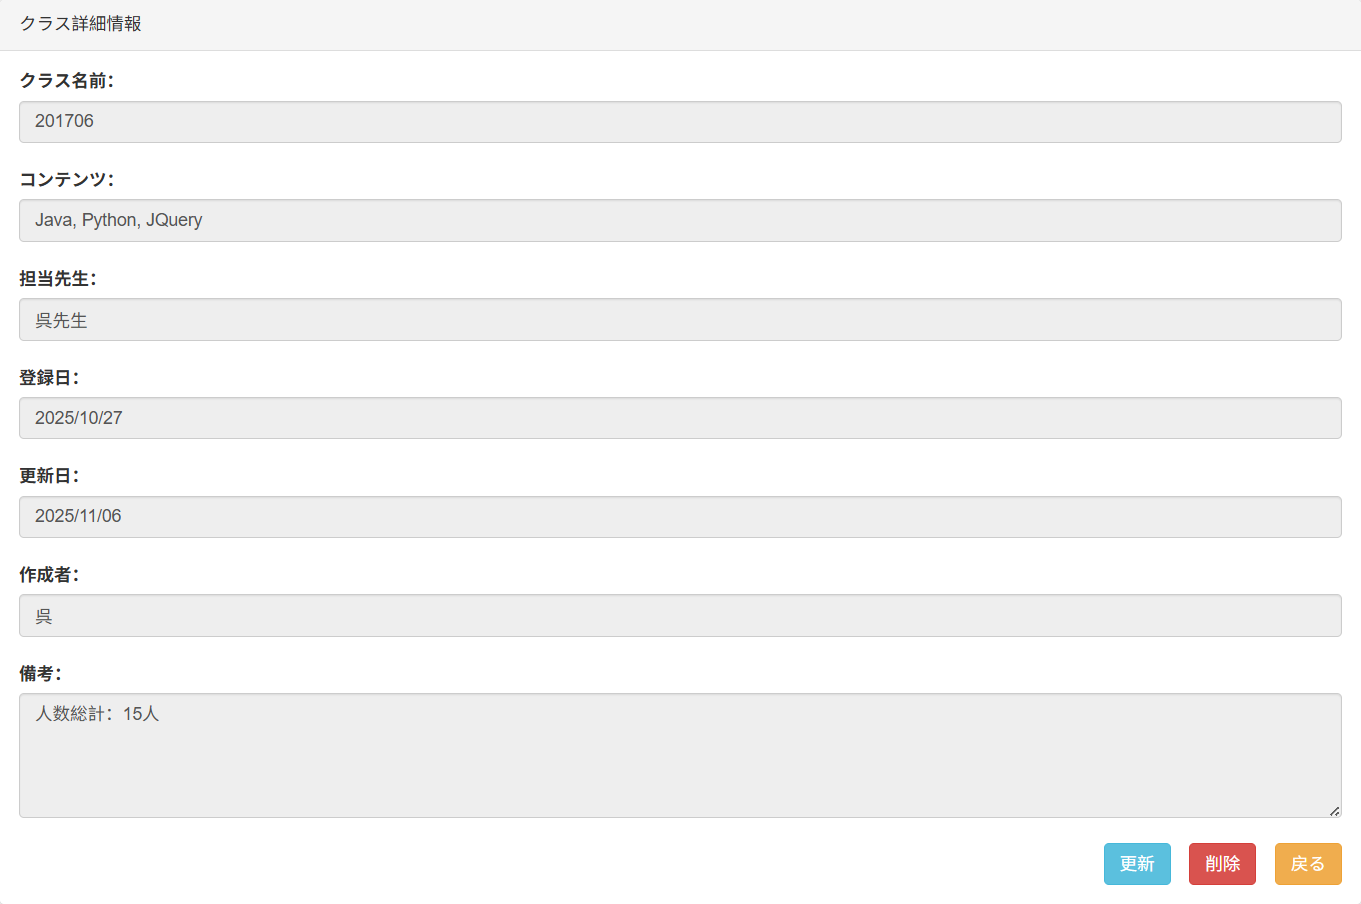 クラス詳細情報
クラス名前：
201706
コンテンツ：
Java, Python, JQuery
担当先生：
呉先生
登録日：
2025/10/27
更新日：
2025/11/06
作成者：
呉
備考：
人数総計：15人
更新 削除 戻る